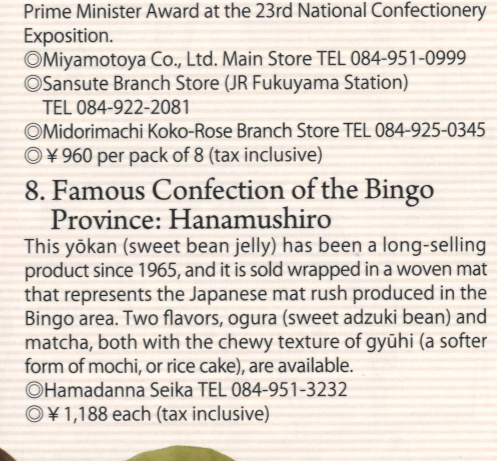 Prime Minister Award at the 23rd National Confectionery
Exposition.
◎Miyamotoya Co., Ltd. Main Store TEL 084-951-0999
◎Sansute Branch Store (JR Fukuyama Station)
TEL 084-922-2081
◎Midorimachi Koko-Rose Branch Store TEL 084-925-0345
◎¥960 per pack of 8 (tax inclusive)
8. Famous Confection of the Bingo
Province: Hanamushiro
This yōkan (sweet bean jelly) has been a long-selling
product since 1965, and it is sold wrapped in a woven mat
that represents the Japanese mat rush produced in the
Bingo area. Two flavors, ogura (sweet adzuki bean) and
matcha, both with the chewy texture of gyūhi (a softer
form of mochi, or rice cake), are available.
◎Hamadanna Seika TEL 084-951-3232
◎¥1,188 each (tax inclusive)